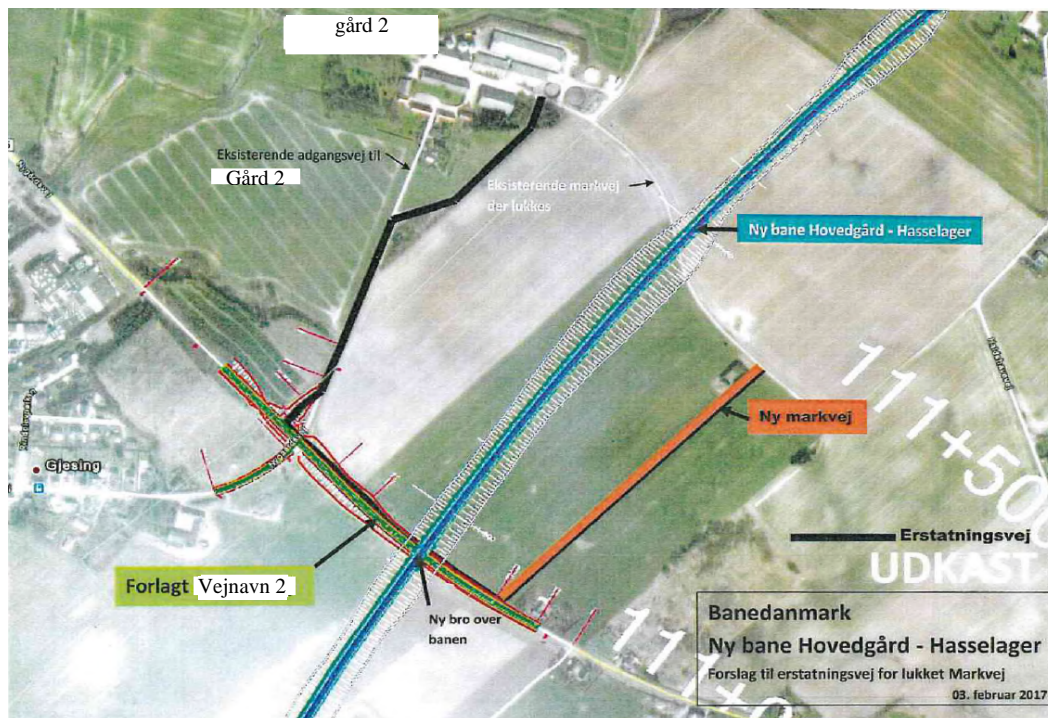 gård 2
Eksisterende adgangsvej til
Gård 2
Eksisterende markvej
der lukkes
Ny bane Hovedgård - Hasselager
Ny markvej
Gjesing
Erstatningsvej
UDKAST
Forlagt Vejnavn 2
Ny bro over
banen
111+500
111+0
Banedanmark
Ny bane Hovedgård - Hasselager
Forslag til erstatningsvej for lukket Markvej
03. februar 2017